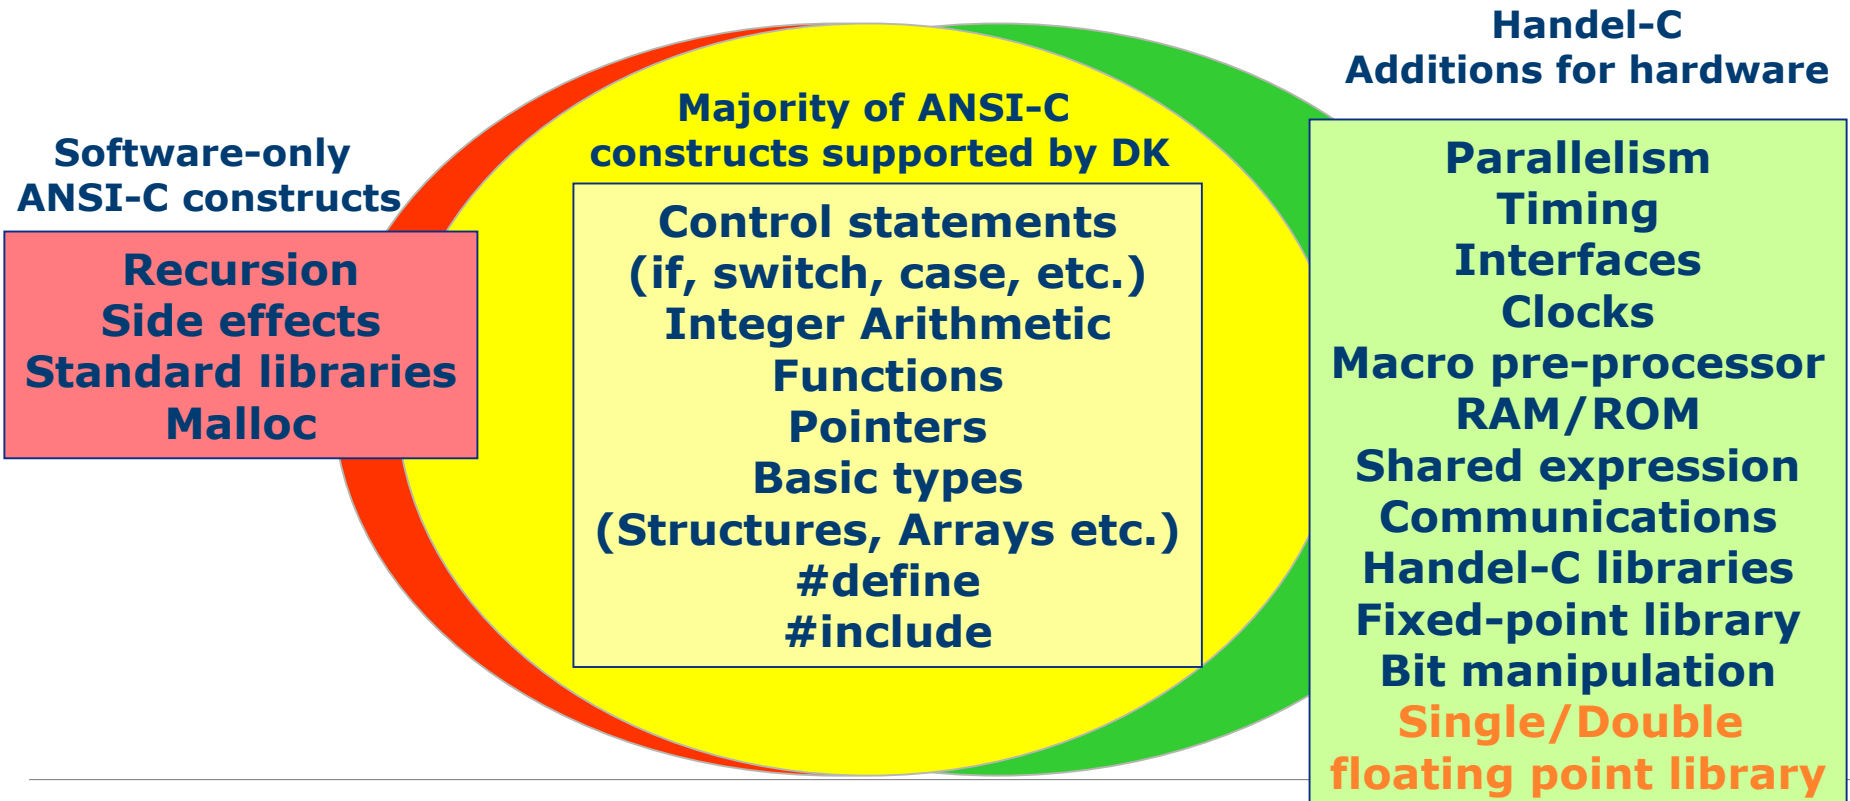 Software-only
ANSI-C constructs
Recursion
Side effects
Standard libraries
Malloc
Majority of ANSI-C
constructs supported by DK
Control statements
(if, switch, case, etc.)
Integer Arithmetic
Functions
Pointers
Basic types
(Structures, Arrays etc.)
#define
#include
Handel-C
Additions for hardware
Parallelism
Timing
Interfaces
Clocks
Macro pre-processor
RAM/ROM
Shared expression
Communications
Handel-C libraries
Fixed-point library
Bit manipulation
Single/Double
floating point library